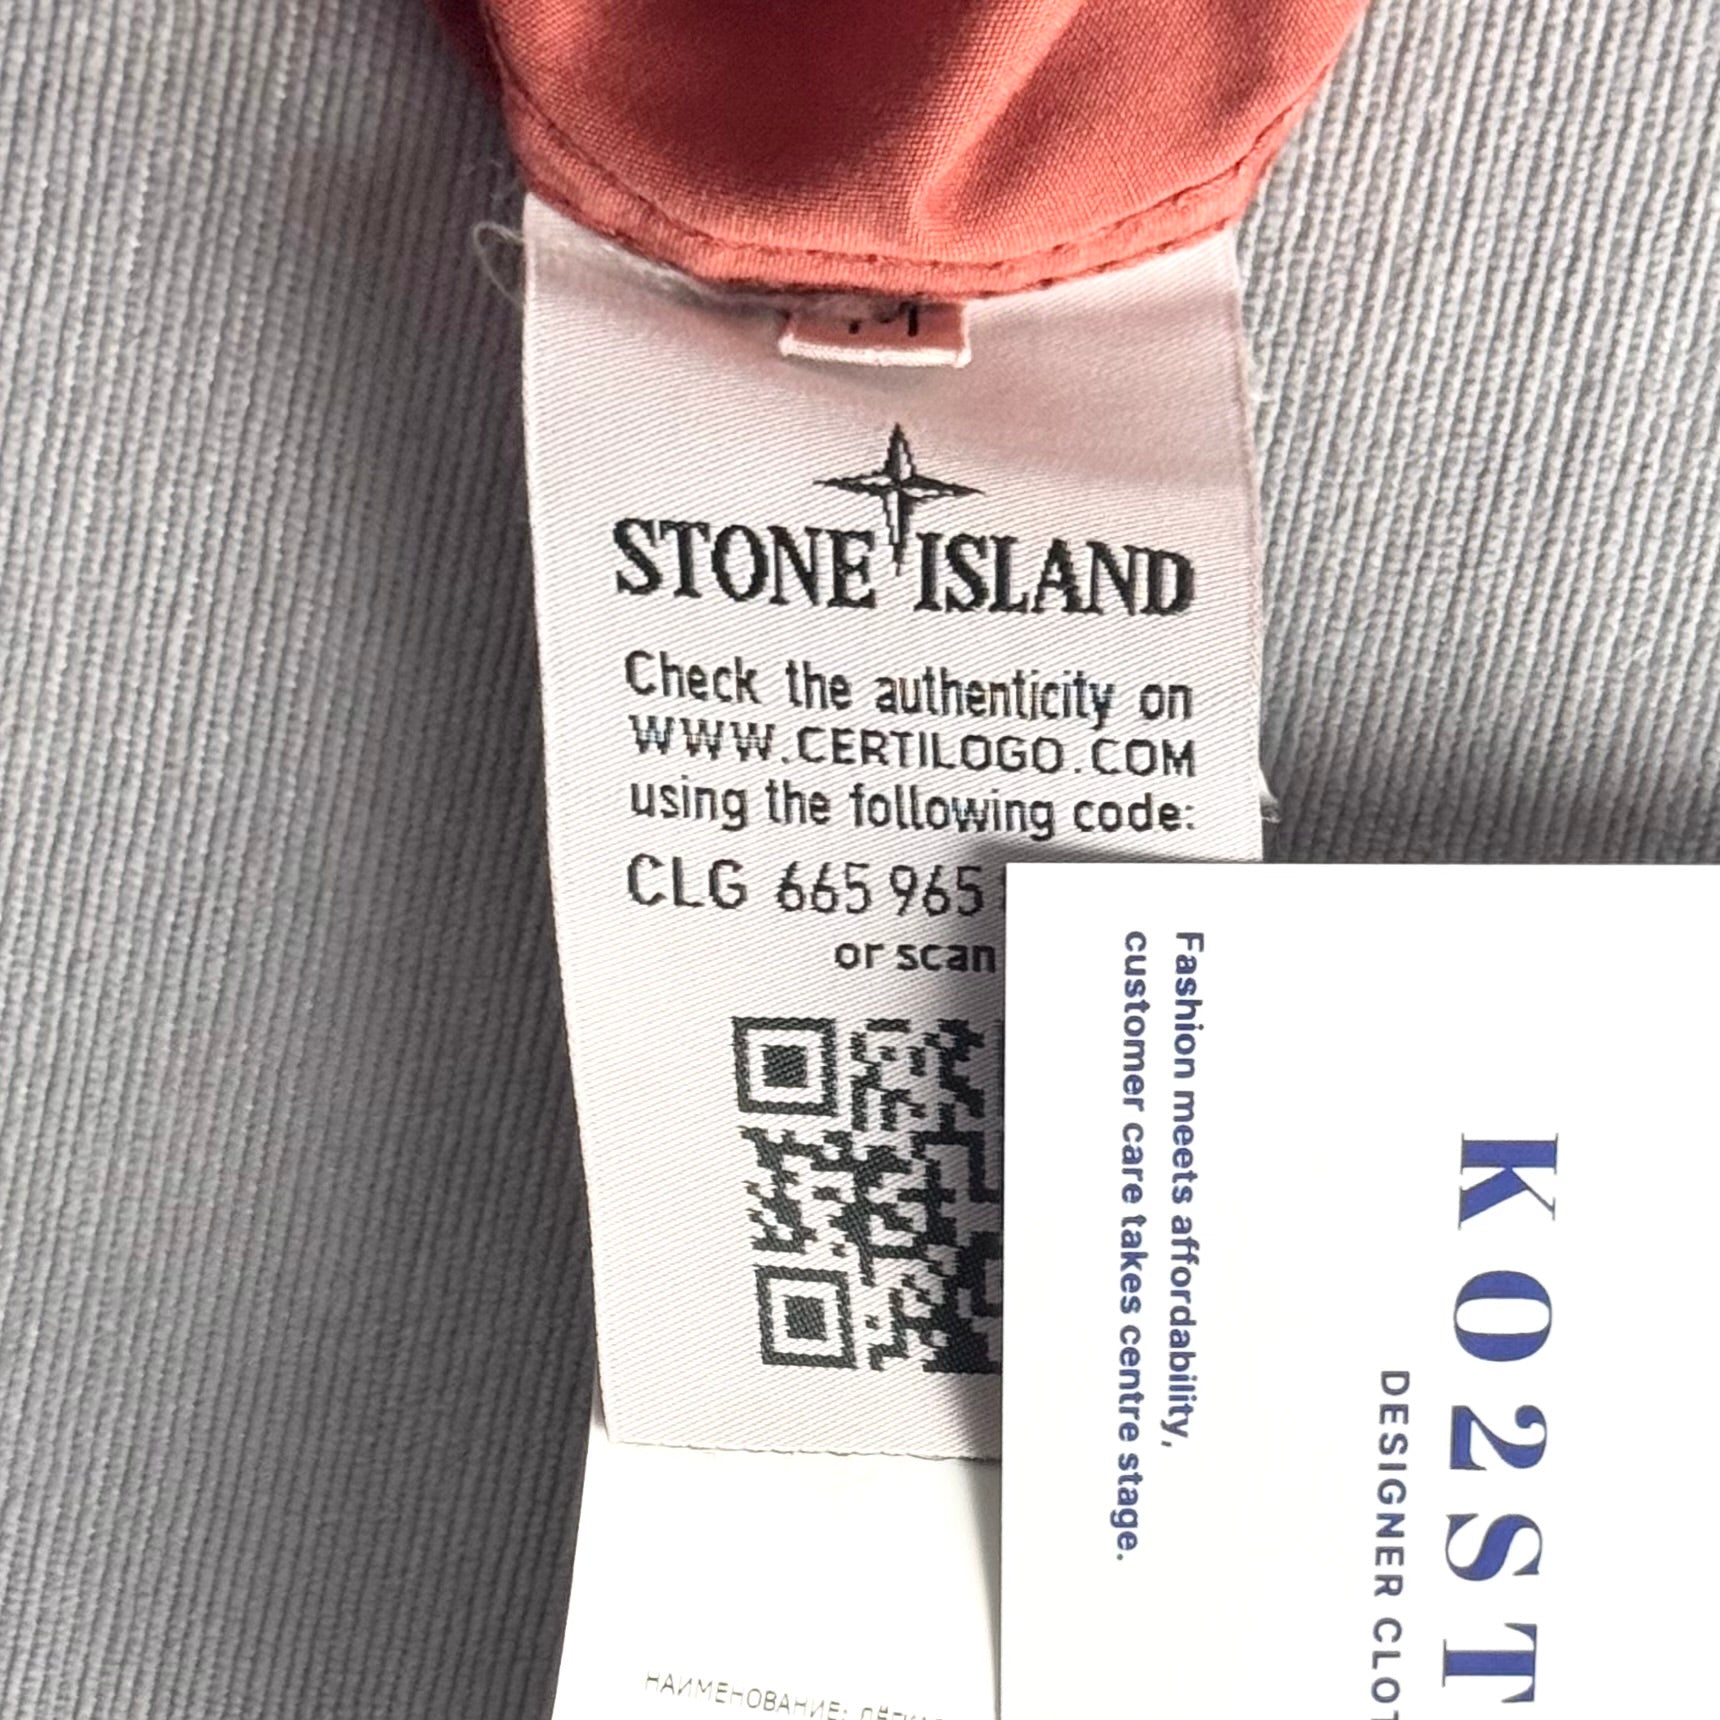 STONE ISLAND
Check the authenticity on
WWW.CERTILOGO.COM
using the following code:
CLG 665 965
or scan
Fashion meets affordability,
customer care takes centre stage.
KO2ST
DESIGNER CLOT
НАИМЕНОВАНИЕ: